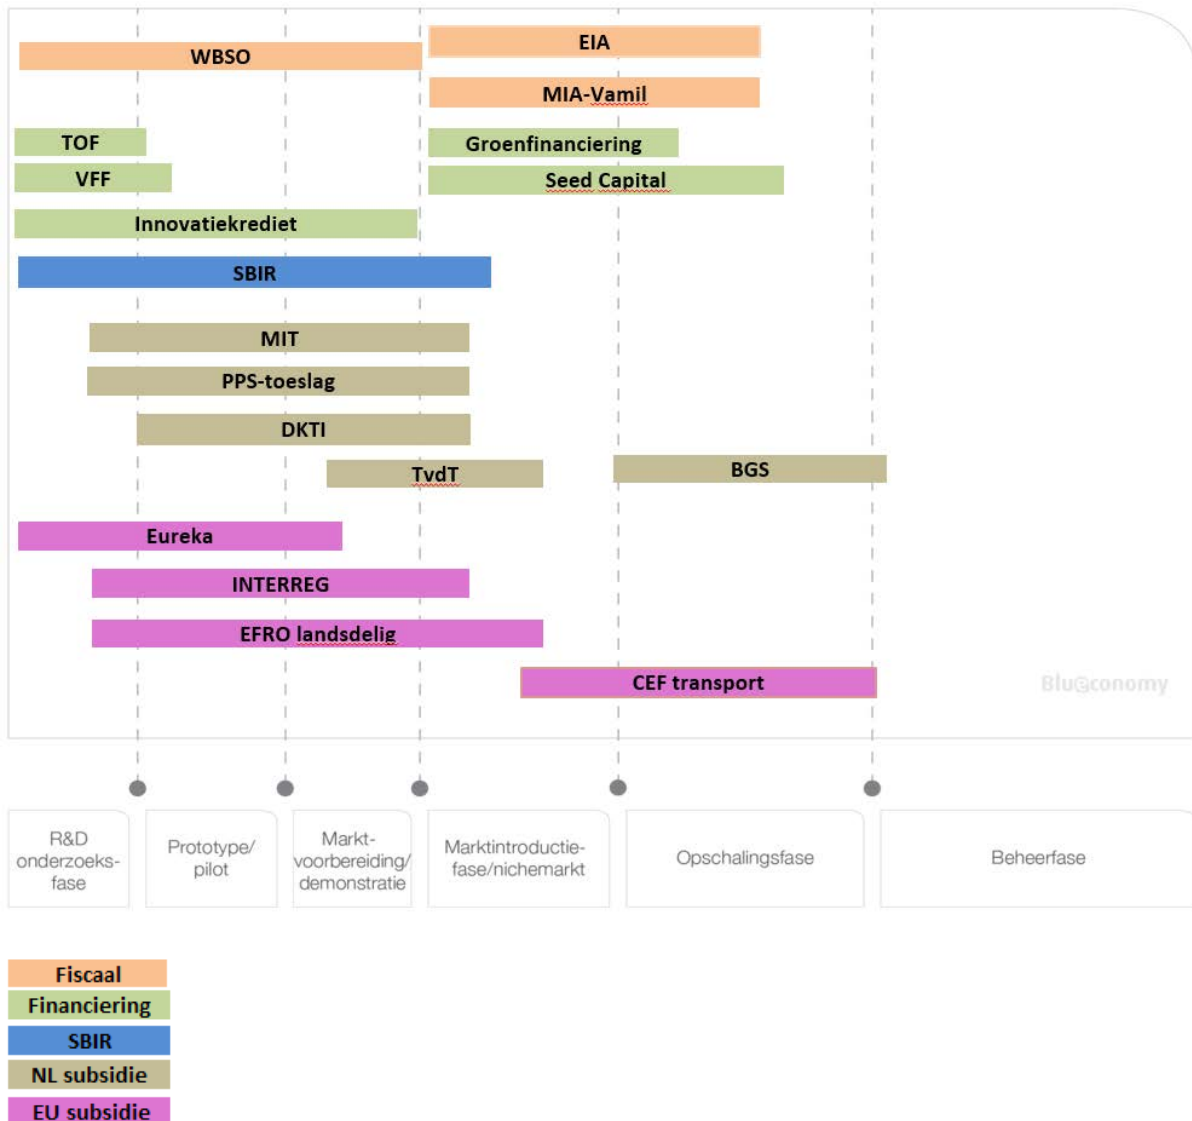 EIA
WBSO
MIA-Vamil
TOF
Groenfinanciering
VFF
Seed Capital
Innovatiekrediet
SBIR
MIT
PPS-toeslag
DKTI
TvdT
BGS
Eureka
INTERREG
EFRO landsdelig
CEF transport
Blueconomy
R&D
onderzoeks-
fase
Prototype/
pilot
Markt-
voorbereiding/
demonstratie
Marktintroductie-
fase/nichemarkt
Opschalingsfase
Beheerfase
Fiscaal
Financiering
SBIR
NL subsidie
EU subsidie